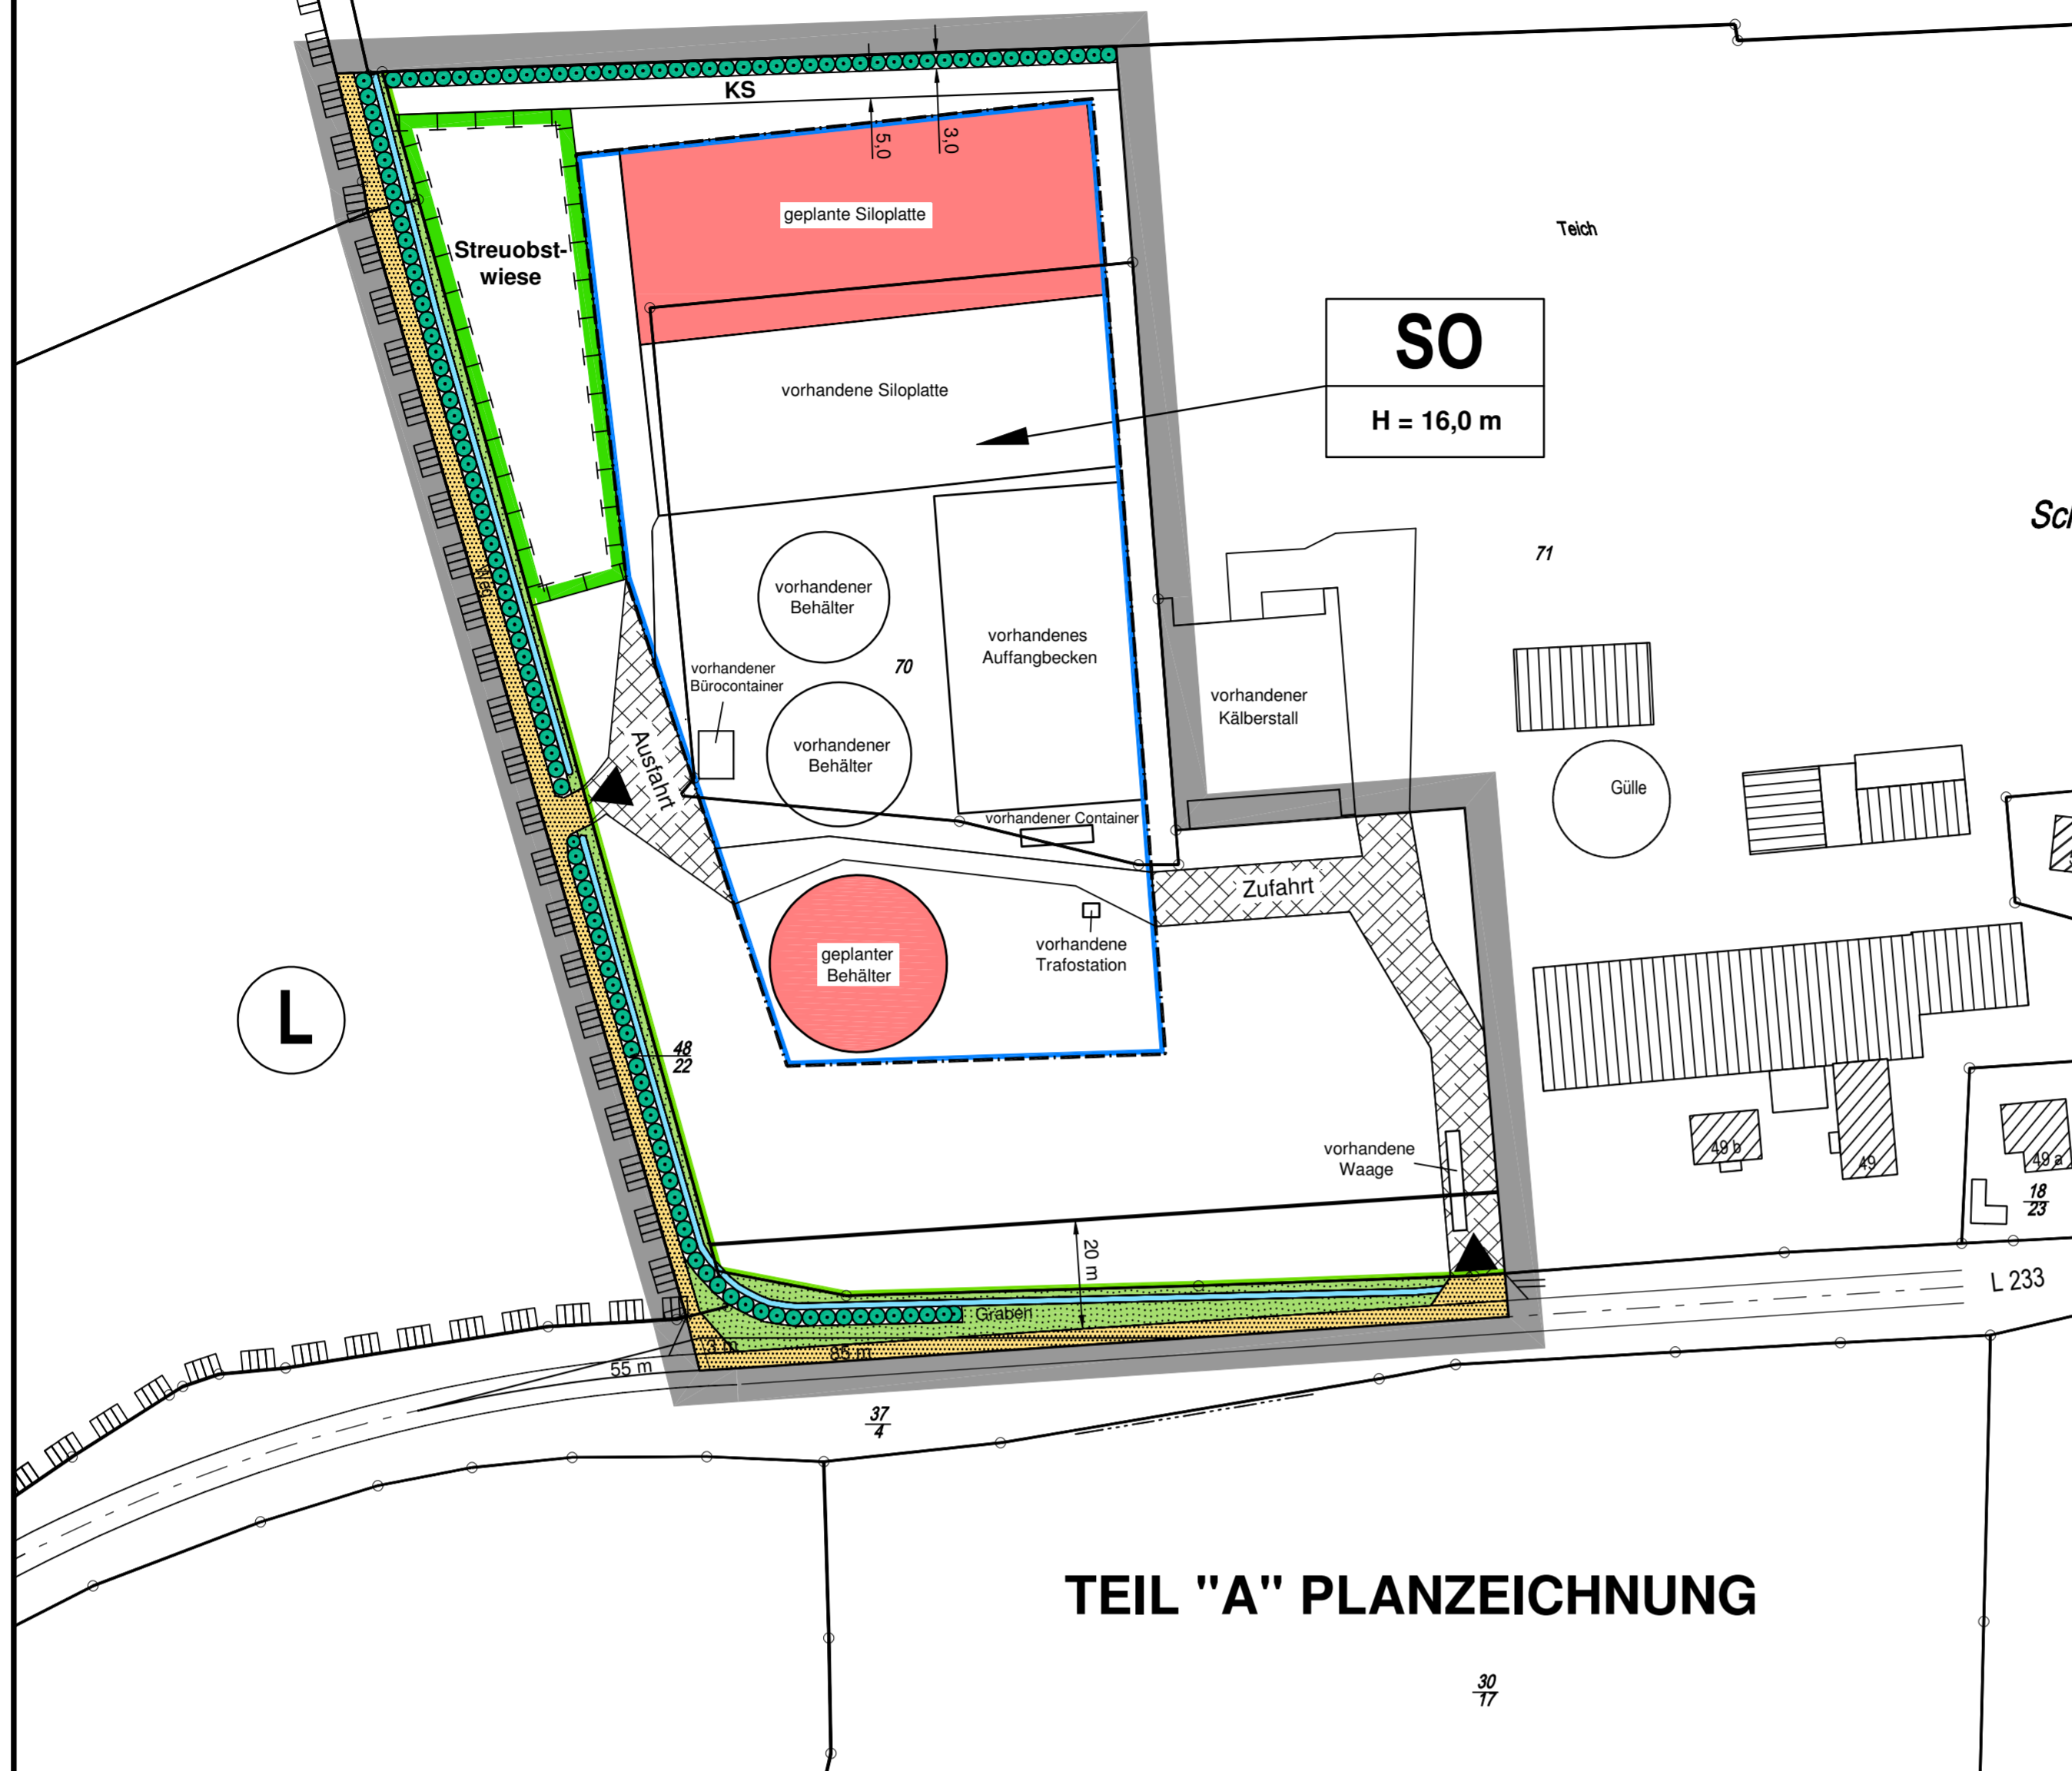 KS
5,0
3,0
geplante Siloplatte
Streuobst-
wiese
Teich
SO
H = 16,0 m
vorhandene Siloplatte
71
vorhandener
Behälter
vorhandenes
Auffangbecken
70
vorhandener
Bürocontainer
vorhandener
Kälberstall
vorhandener
Behälter
Ausfahrt
Gülle
vorhandener Container
Zufahrt
geplanter
Behälter
vorhandene
Trafostation
L
48
22
vorhandene
Waage
49 b
49
49 a
18
23
20 m
L 233
Graben
3 m
85 m
55 m
37
4
TEIL "A" PLANZEICHNUNG
30
17